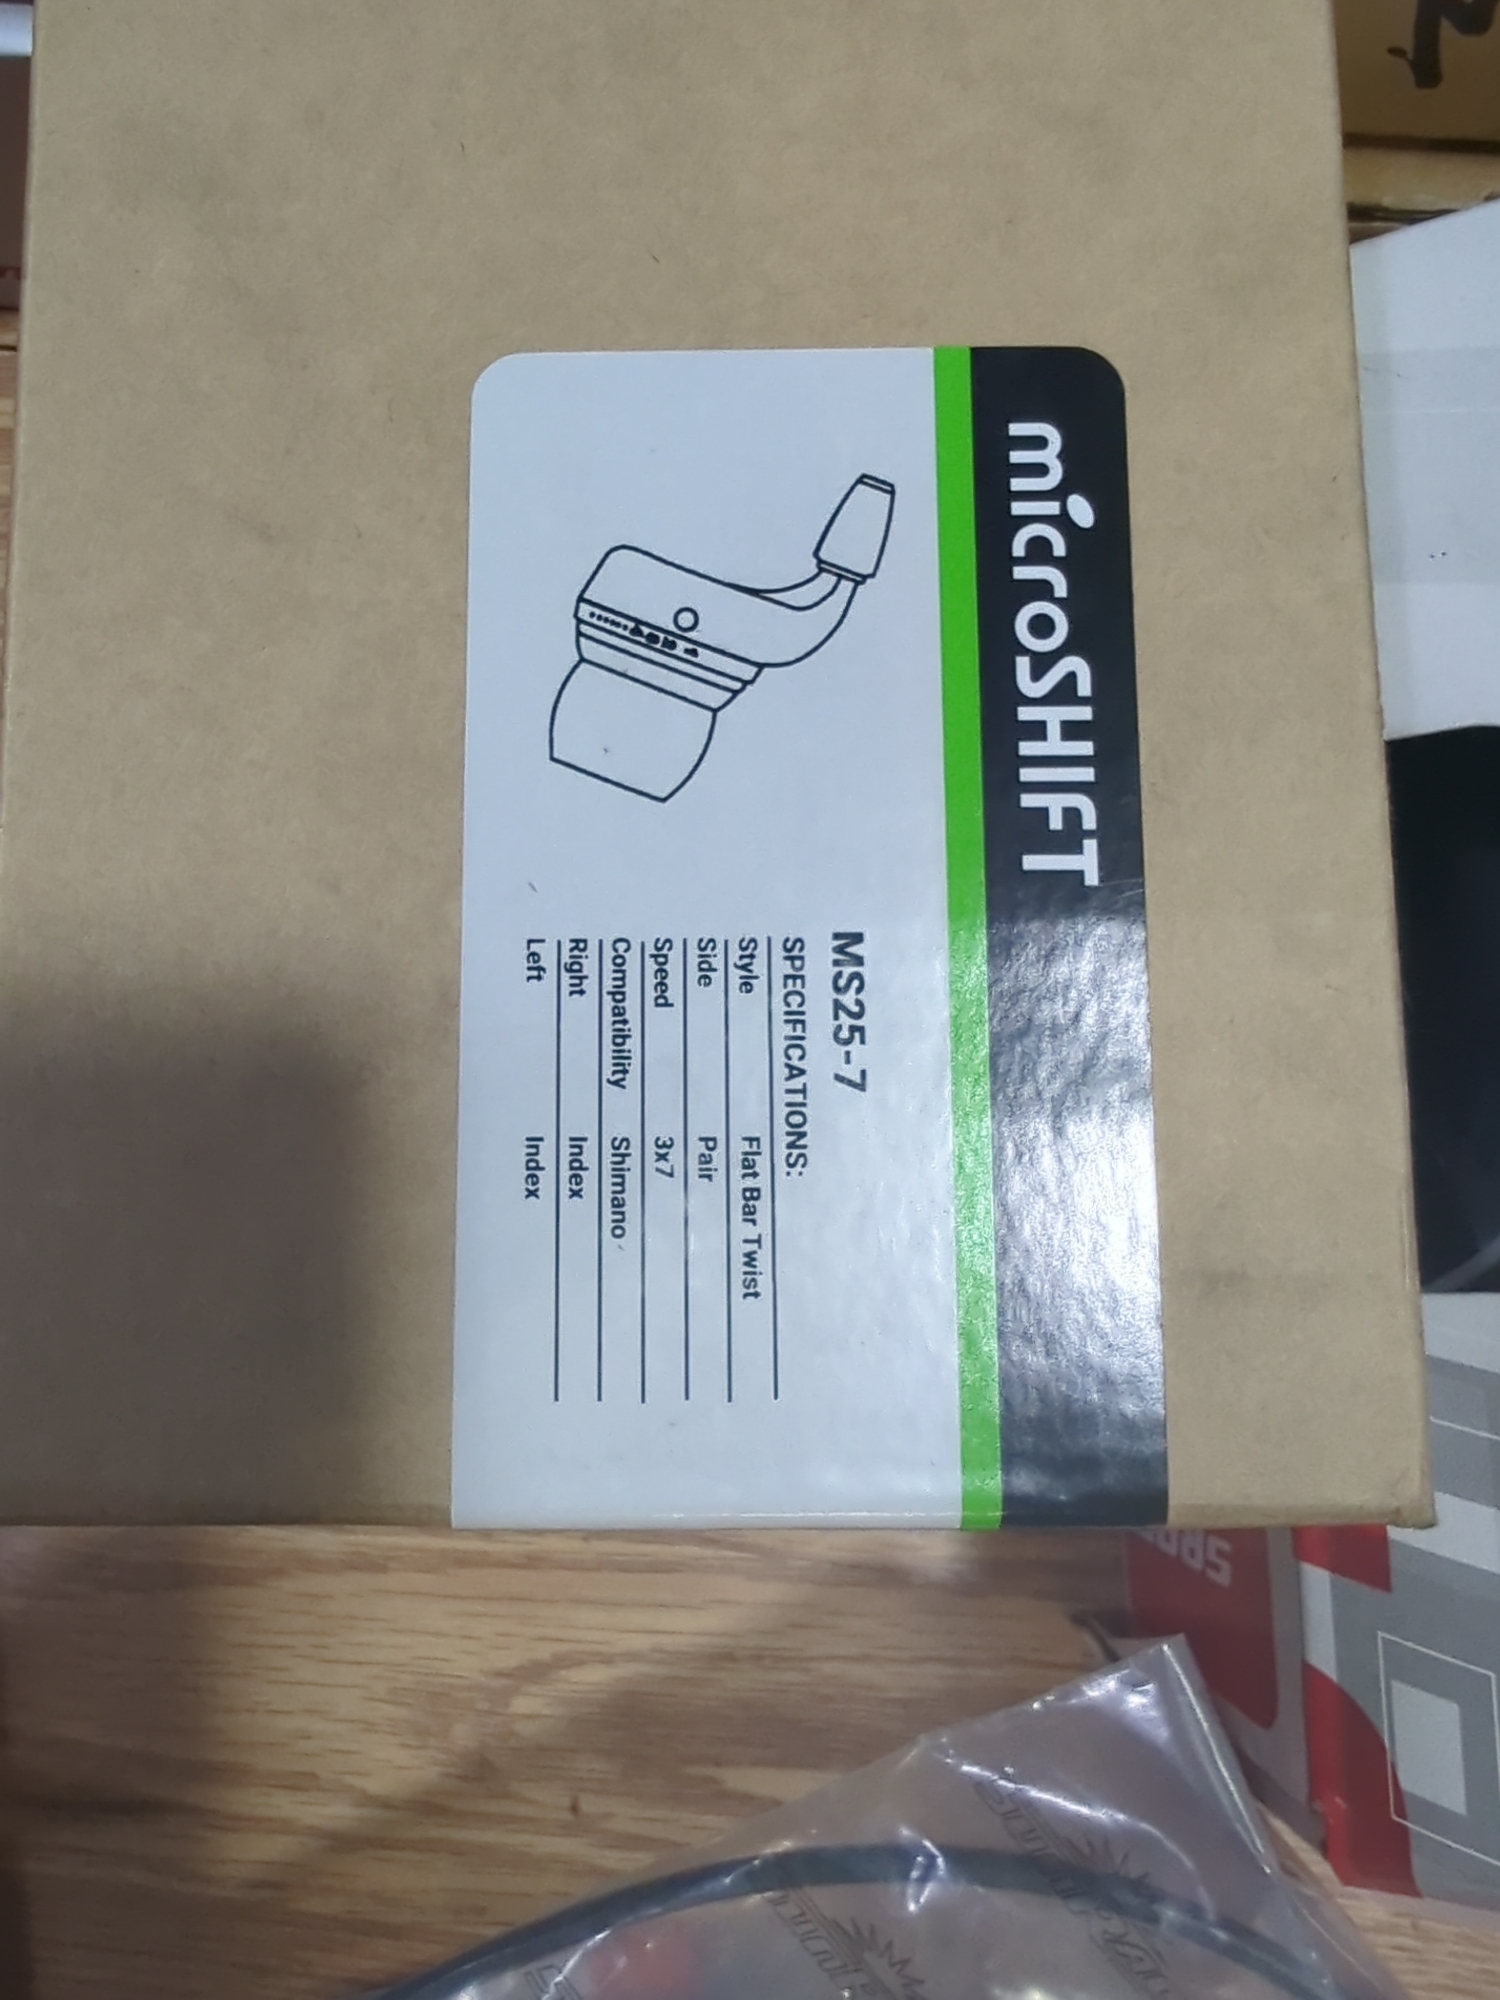 microSHIFT
MS25-7
SPECIFICATIONS:
Style Flat Bar Twist
Side Pair
Speed 3x7
Compatibility Shimano
Right Index
Left Index